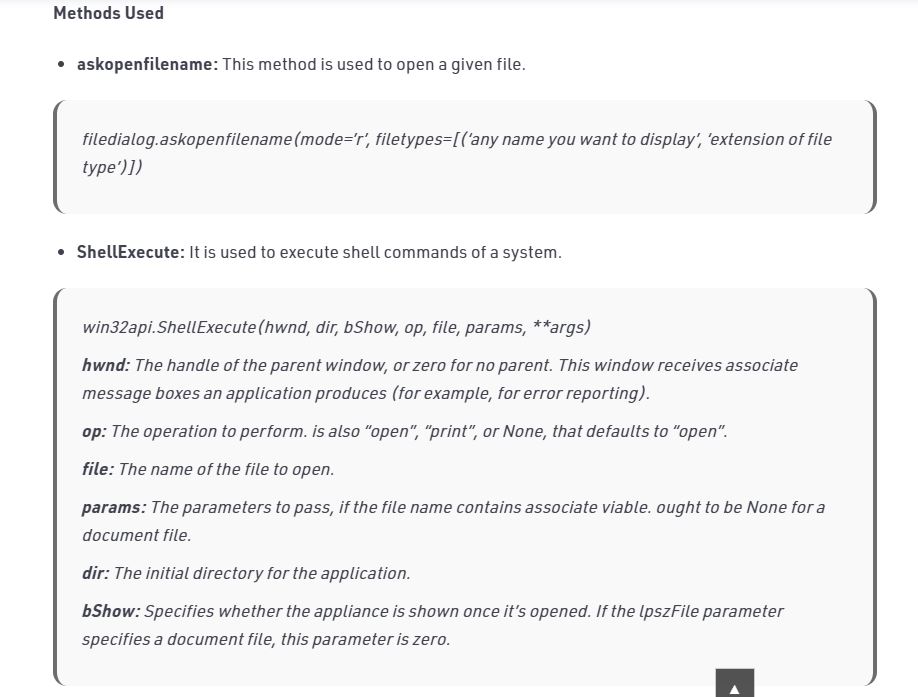 Methods Used
• askopenfilename: This method is used to open a given file.
filedialog.askopenfilename(mode=’r’, filetypes=[(‘any name you want to display’, ‘extension of file
type’)])
• ShellExecute: It is used to execute shell commands of a system.
win32api.ShellExecute(hwnd, dir, bShow, op, file, params, **args)
hwnd: The handle of the parent window, or zero for no parent. This window receives associate
message boxes an application produces (for example, for error reporting).
op: The operation to perform. is also “open”, “print”, or None, that defaults to “open”.
file: The name of the file to open.
params: The parameters to pass, if the file name contains associate viable. ought to be None for a
document file.
dir: The initial directory for the application.
bShow: Specifies whether the appliance is shown once it’s opened. If the lpszFile parameter
specifies a document file, this parameter is zero.